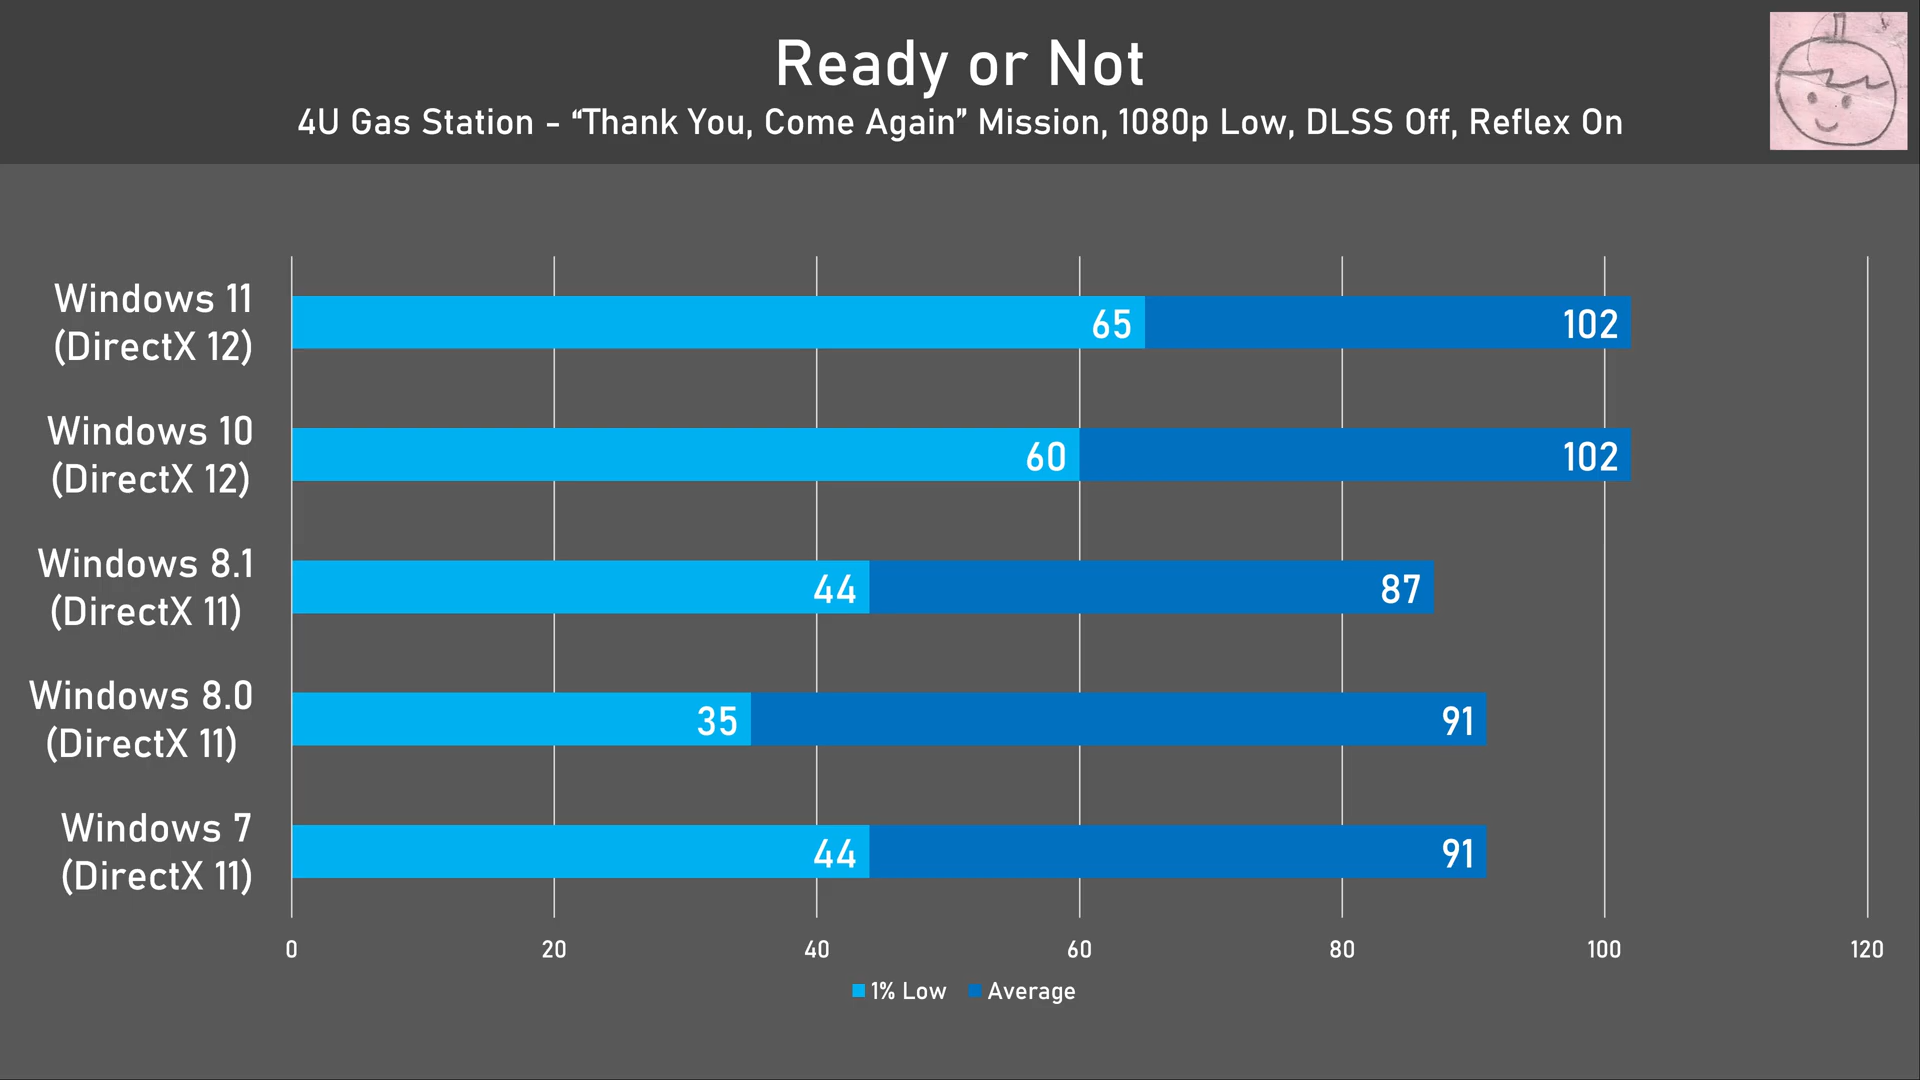 Ready or Not
4U Gas Station - “Thank You, Come Again” Mission, 1080p Low, DLSS Off, Reflex On
Windows 11
(DirectX 12)
65
102
Windows 10
(DirectX 12)
60
102
Windows 8.1
(DirectX 11)
44
87
Windows 8.0
(DirectX 11)
35
91
Windows 7
(DirectX 11)
44
91
0 20 40 60 80 100 120
1% Low Average